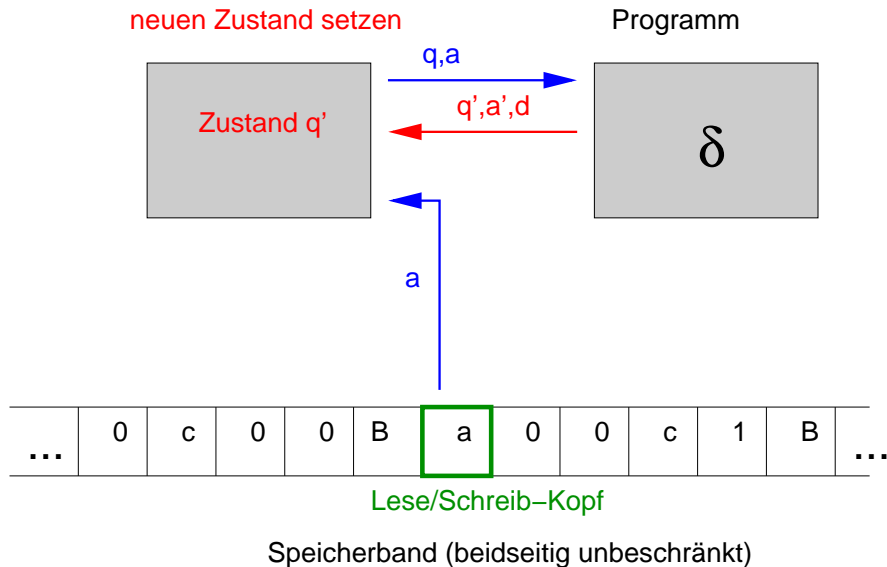 neuen Zustand setzen Programm
q,a
q',a',d
Zustand q'
δ
a
... 0 c 0 0 B a 0 0 c 1 B ...
Lese/Schreib–Kopf
Speicherband (beidseitig unbeschränkt)